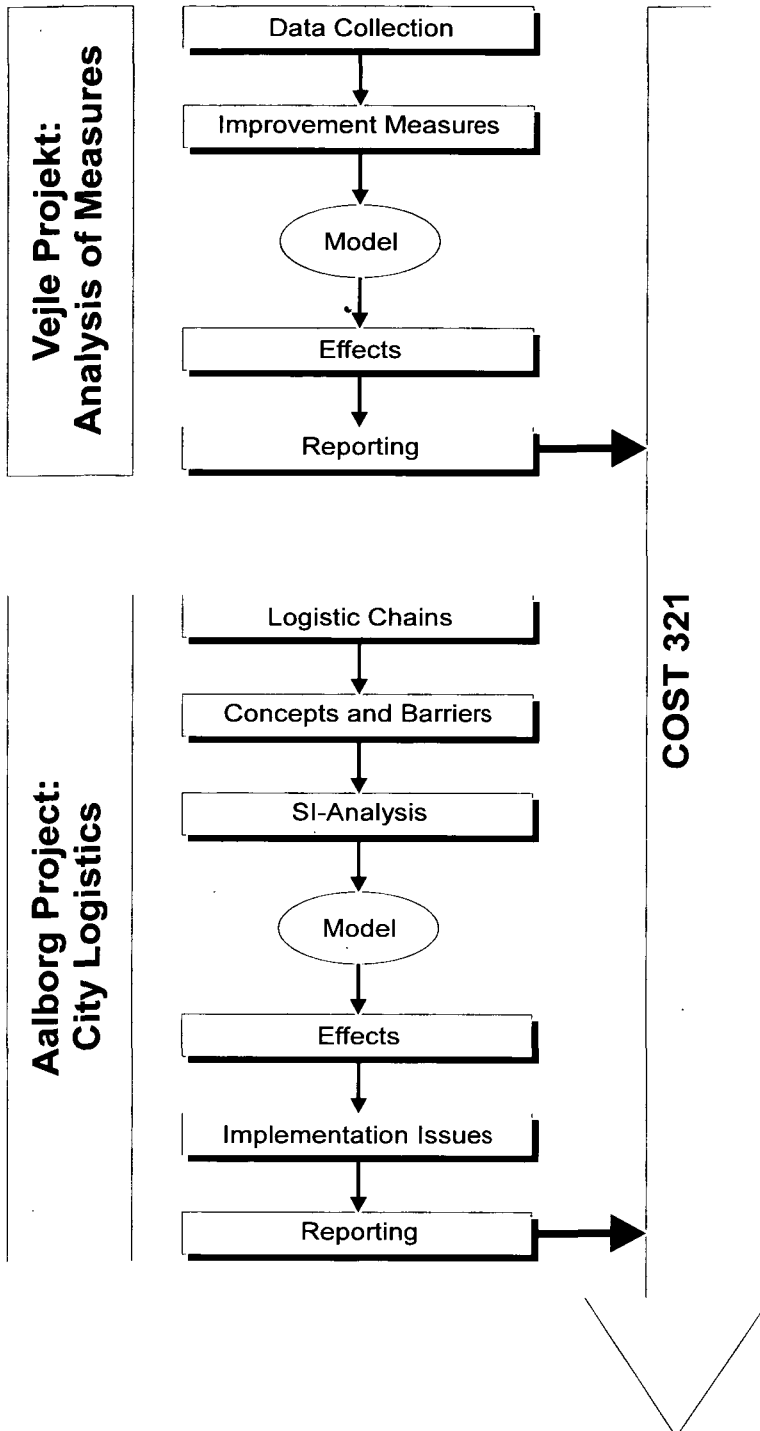 Vejle Projekt:
Analysis of Measures
Data Collection
Improvement Measures
Model
Effects
Reporting
Aalborg Project:
City Logistics
Logistic Chains
Concepts and Barriers
SI-Analysis
Model
Effects
Implementation Issues
Reporting
COST 321